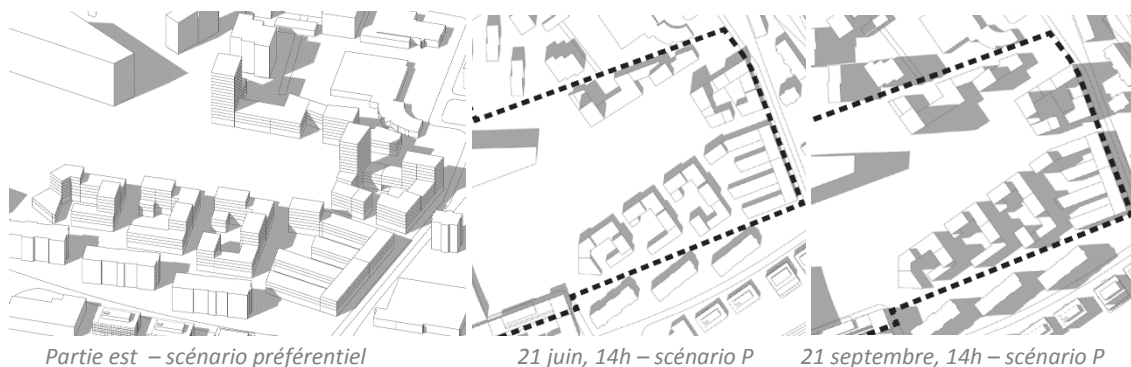 Partie est – scénario préférentiel
21 juin, 14h – scénario P
21 septembre, 14h – scénario P